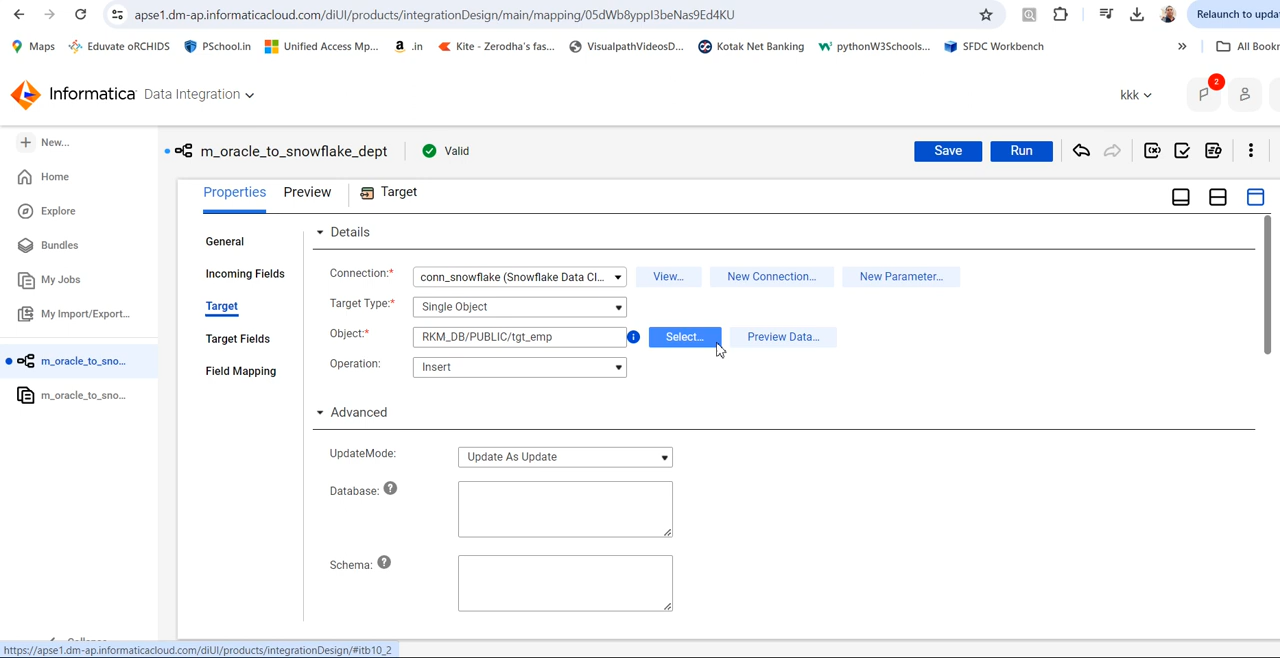 apse1.dm-ap.informaticacloud.com/diUI/products/integrationDesign/main/mapping/05dWb8yppI3beNas9Ed4KU
Relaunch to upda
Maps
Eduvate oRCHIDS
PSchool.in
Unified Access Mp...
a .in
Kite - Zerodha's fas...
VisualpathVideosD...
Kotak Net Banking
pythonW3Schools...
SFDC Workbench
»
All Bookr
Informatica
Data Integration
kkk
2
New...
m_oracle_to_snowflake_dept
Valid
Save
Run
Home
Explore
Bundles
My Jobs
My Import/Export...
m_oracle_to_sno...
m_oracle_to_sno...
Properties
Preview
Target
General
Incoming Fields
Target
Target Fields
Field Mapping
Details
Connection:*
conn_snowflake (Snowflake Data Cl...
View...
New Connection...
New Parameter...
Target Type:*
Single Object
Object:*
RKM_DB/PUBLIC/tgt_emp
Select...
Preview Data...
Operation:
Insert
Advanced
UpdateMode:
Update As Update
Database:
Schema:
https://apse1.dm-ap.informaticacloud.com/diUI/products/integrationDesign/#itb10_2